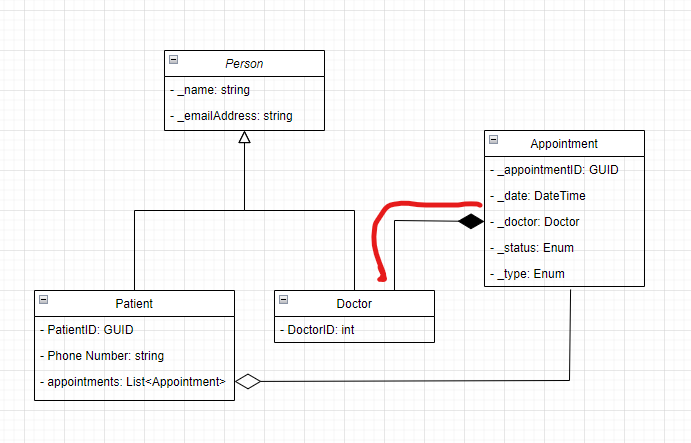 Person
- _name: string
- _emailAddress: string
Appointment
- _appointmentID: GUID
- _date: DateTime
- _doctor: Doctor
- _status: Enum
- _type: Enum
Patient
- PatientID: GUID
- Phone Number: string
- appointments: List<Appointment>
Doctor
- DoctorID: int